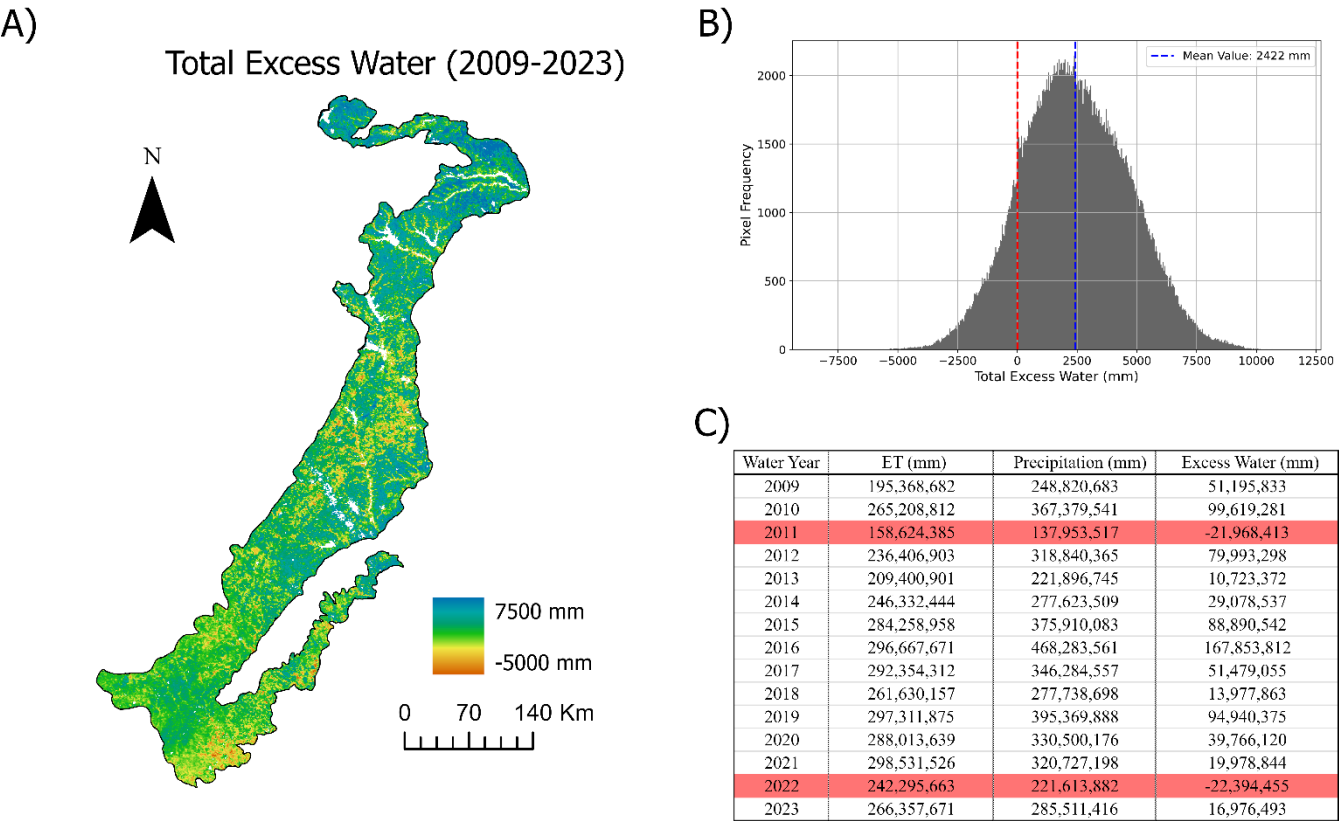 A)
Total Excess Water (2009-2023)
N
7500 mm
-5000 mm
0 70 140 Km
B)
Mean Value: 2422 mm
2000
1500
1000
500
0
Pixel Frequency
−7500 −5000 −2500 0 2500 5000 7500 10000 12500
Total Excess Water (mm)
C)
Water Year ET (mm) Precipitation (mm) Excess Water (mm)
2009 195,368,682 248,820,683 51,195,833
2010 265,208,812 367,379,541 99,619,281
2011 158,624,385 137,953,517 -21,968,413
2012 236,406,903 318,840,365 79,993,298
2013 209,400,901 221,896,745 10,723,372
2014 246,332,444 277,623,509 29,078,537
2015 284,258,958 375,910,083 88,890,542
2016 296,667,671 468,283,561 167,853,812
2017 292,354,312 346,284,557 51,479,055
2018 261,630,157 277,738,698 13,977,863
2019 297,311,875 395,369,888 94,940,375
2020 288,013,639 330,500,176 39,766,120
2021 298,531,526 320,727,198 19,978,844
2022 242,295,663 221,613,882 -22,394,455
2023 266,357,671 285,511,416 16,976,493